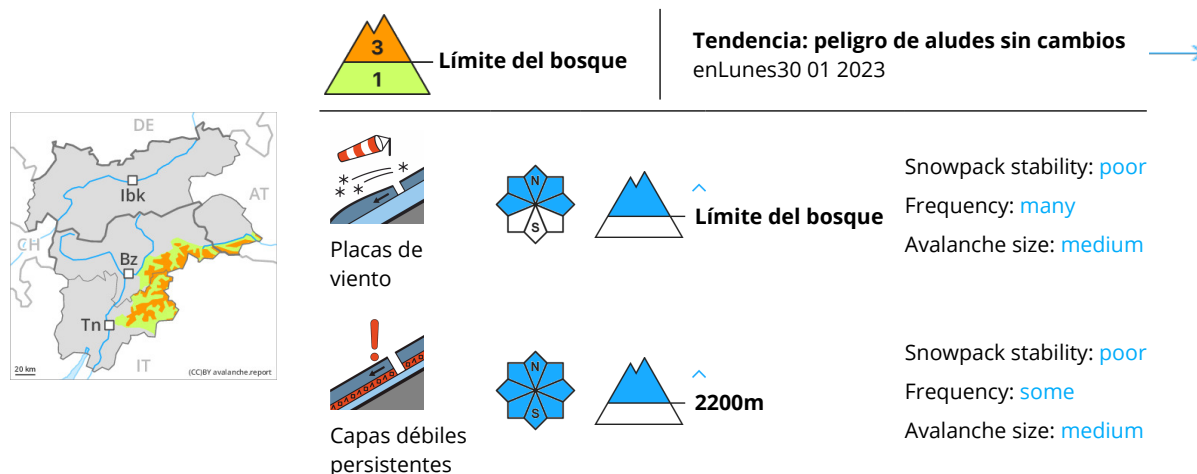 3
1
Límite del bosque
Tendencia: peligro de aludes sin cambios
enLunes30 01 2023
DE
Ibk
AT
CH
Bz
Tn
IT
20 km
(CC)BY avalanche.report
N
S
Límite del bosque
Placas de
viento
Snowpack stability: poor
Frequency: many
Avalanche size: medium
N
S
2200m
Capas débiles
persistentes
Snowpack stability: poor
Frequency: some
Avalanche size: medium